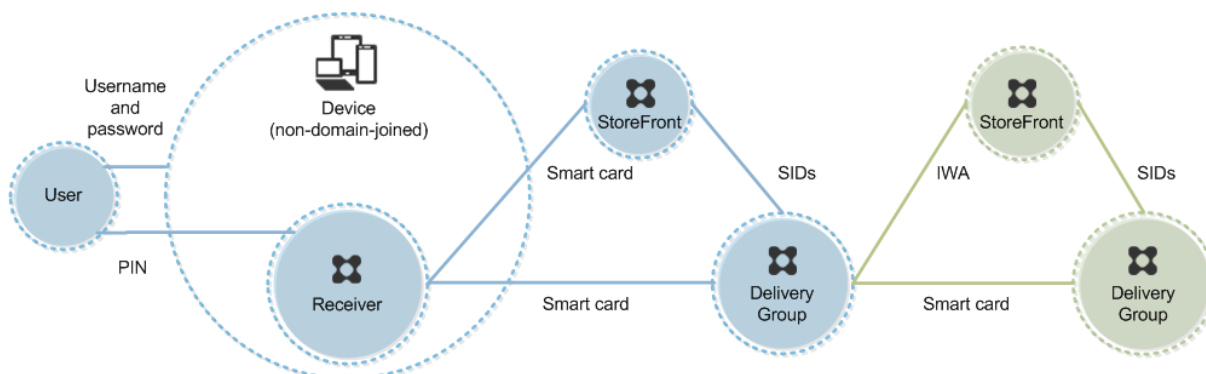 Username
and
password
User
PIN
Device
(non-domain-joined)
Receiver
StoreFront
Smart card
SIDs
Smart card
Delivery
Group
StoreFront
IWA
SIDs
Smart card
Delivery
Group